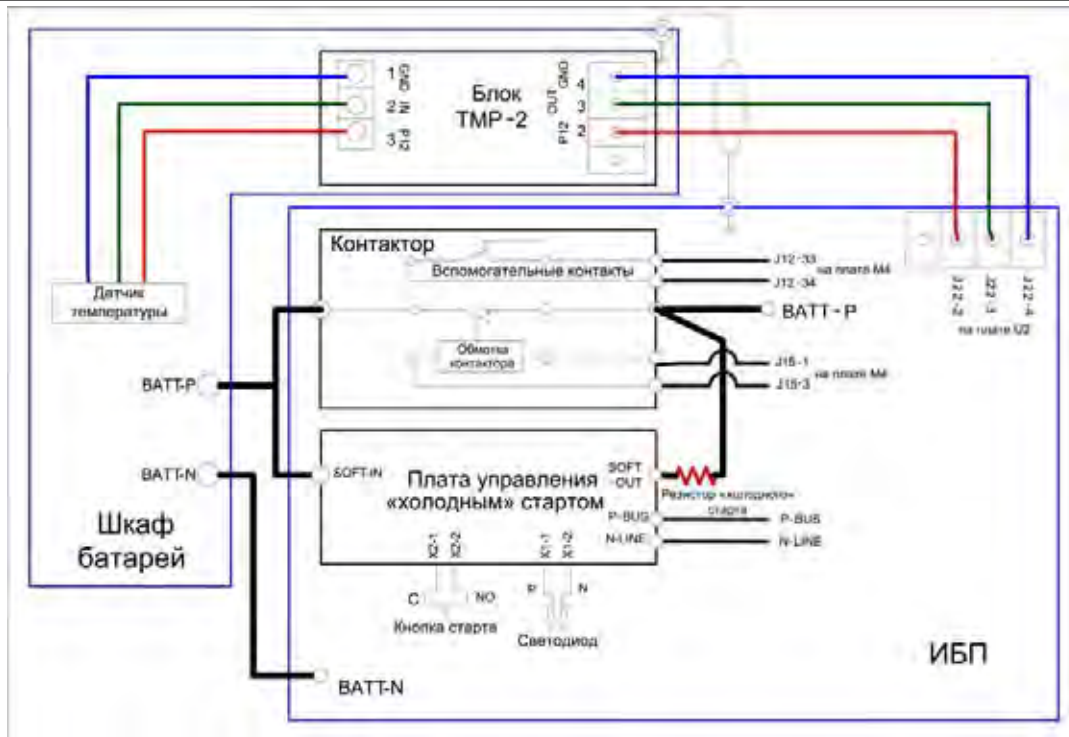 Блок
TMP-2
1
GND
2
IN
3
P12
GND
4
OUT
3
P12
2
Контактор
Вспомогательные контакты
J12-33
на плате M4
J12-34
BATT-P
Обмотка
контактора
J15-1
на плате M4
J15-3
J22-2
J22-3
J22-4
на плате U2
Датчик
температуры
BATT-P
BATT-N
Шкаф
батарей
SOFT-IN
Плата управления
«холодным» стартом
SOFT
-OUT
Резистор «холодного»
старта
P-BUS
P-BUS
N-LINE
N-LINE
X2-1
X2-2
X1-1
X1-2
C
NO
P
N
Кнопка старта
Светодиод
ИБП
BATT-N